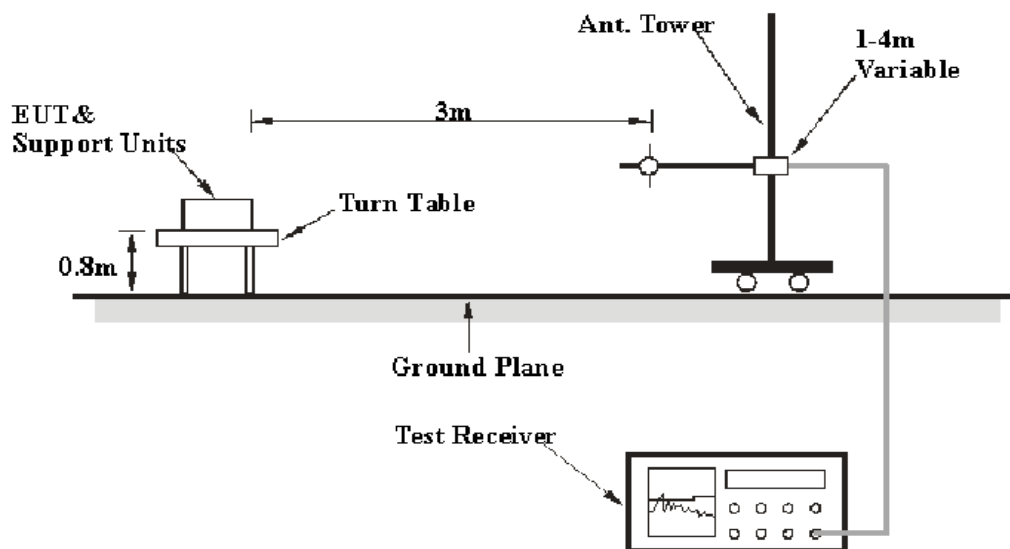 Ant. Tower
1-4m
Variable
3m
EUT&
Support Units
Turn Table
0.8m
Ground Plane
Test Receiver